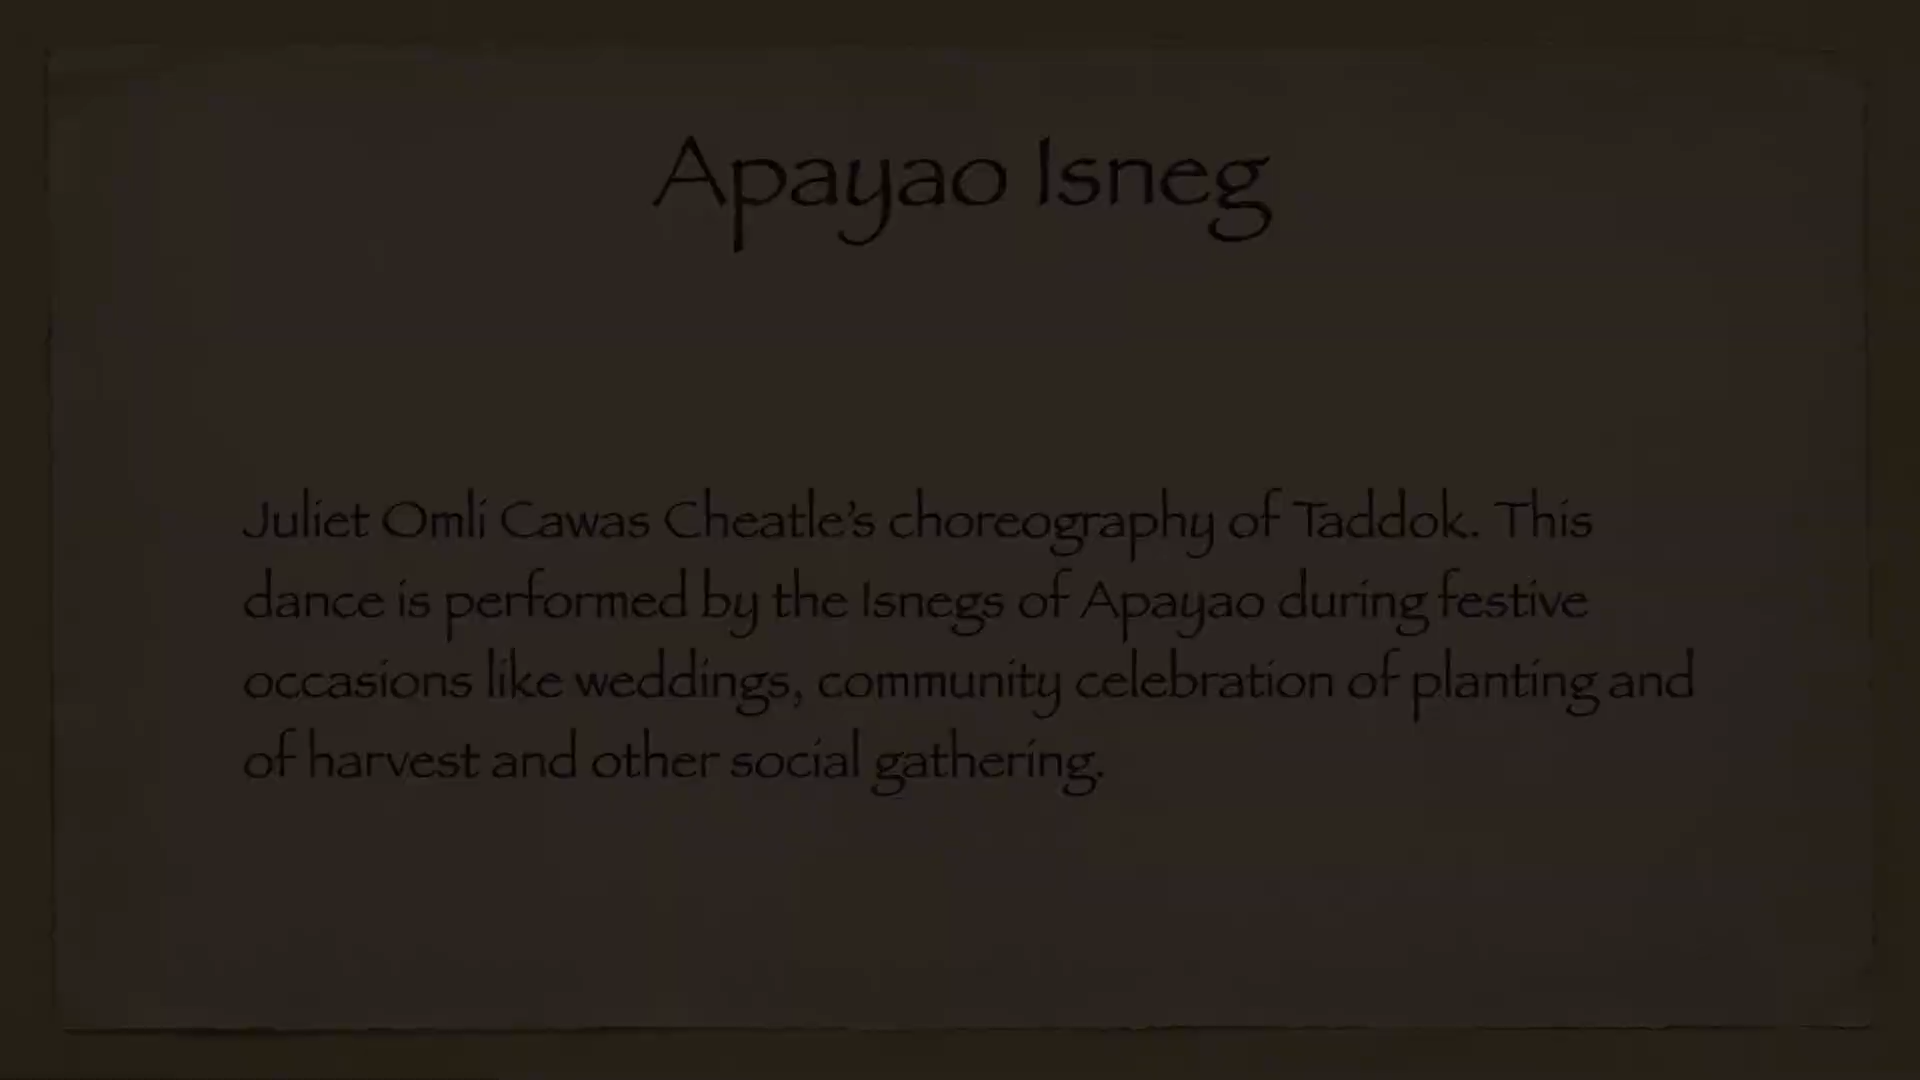 Apayao Isneg
Juliet Omli Cawas Cheatle's choreography of Taddok. This
dance is performed by the Isnegs of Apayao during festive
occasions like weddings, community celebration of planting and
of harvest and other social gathering.